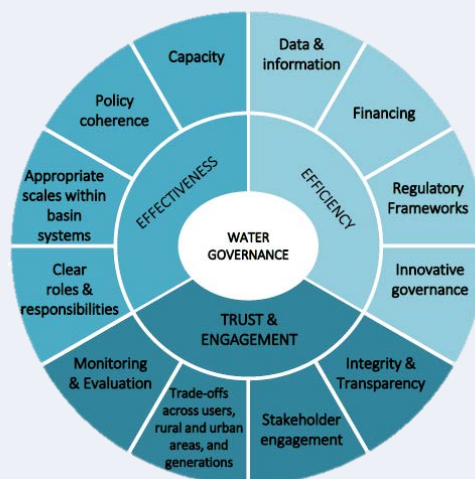 Capacity
Data &
information
Policy
coherence
Financing
Appropriate
scales within
basin
systems
EFFECTIVENESS
EFFICIENCY
Regulatory
Frameworks
WATER
GOVERNANCE
Clear
roles &
responsibilities
Innovative
governance
TRUST &
ENGAGEMENT
Monitoring
& Evaluation
Trade-offs
across users,
rural and urban
areas, and
generations
Stakeholder
engagement
Integrity &
Transparency